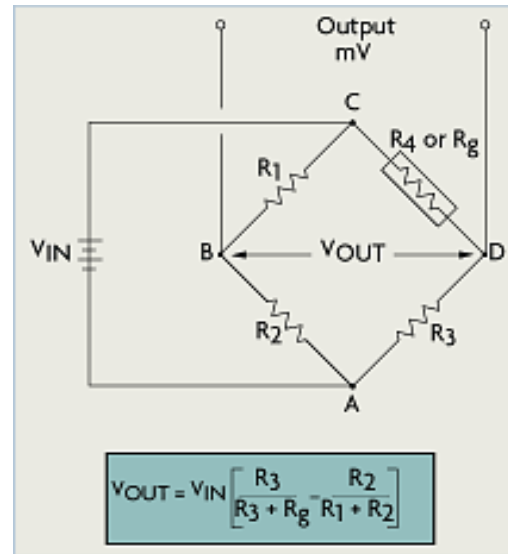 Output
mV
C
R4 or Rg
R1
VIN
B
VOUT
D
R2
R3
A
VOUT = VIN [ R3 / R3 + Rg - R2 / R1 + R2 ]